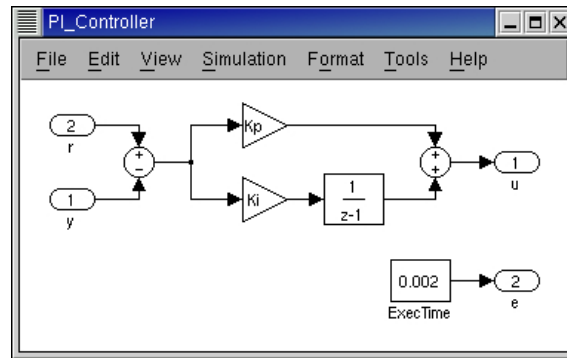 PI_Controller
File Edit View Simulation Format Tools Help
2
r
+
−
1
y
Kp
Ki
1
z-1
+
+
1
u
0.002
ExecTime
2
e